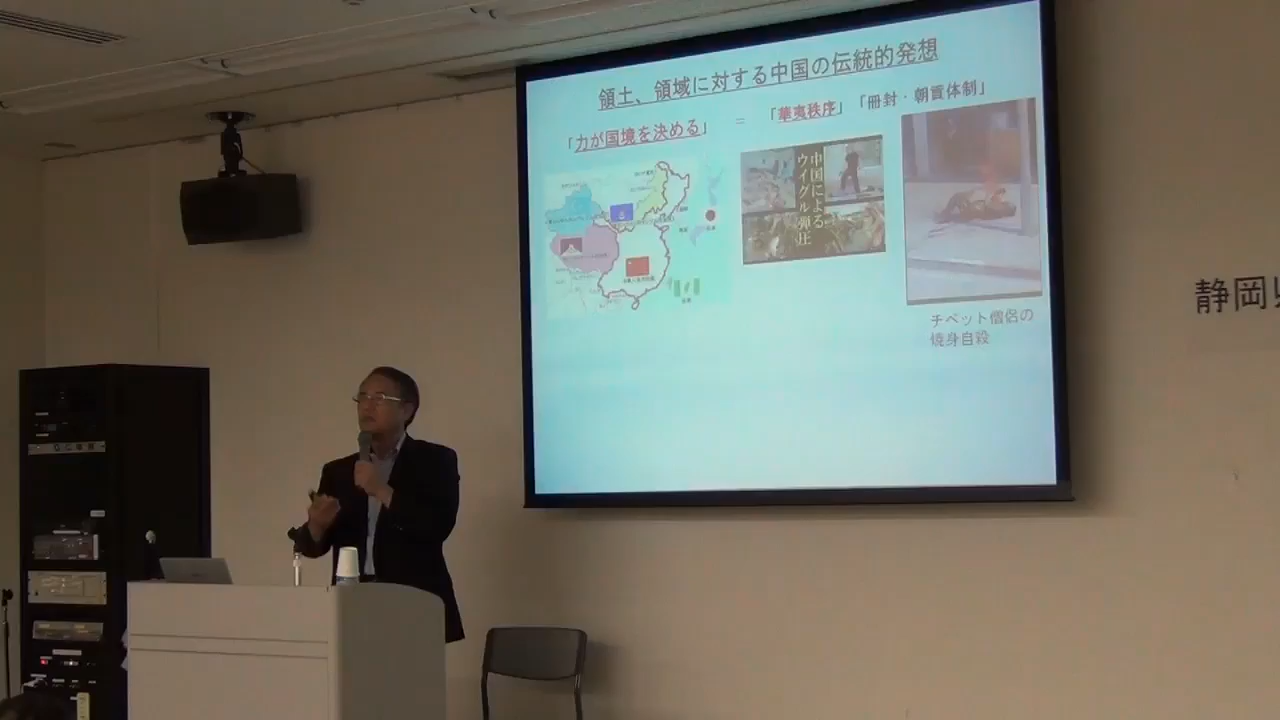 領土、領域に対する中国の伝統的発想
「力が国境を決める」 = 「華夷秩序」「冊封・朝貢体制」
中国による
ウイグル弾圧
チベット僧侶の
焼身自殺
静岡